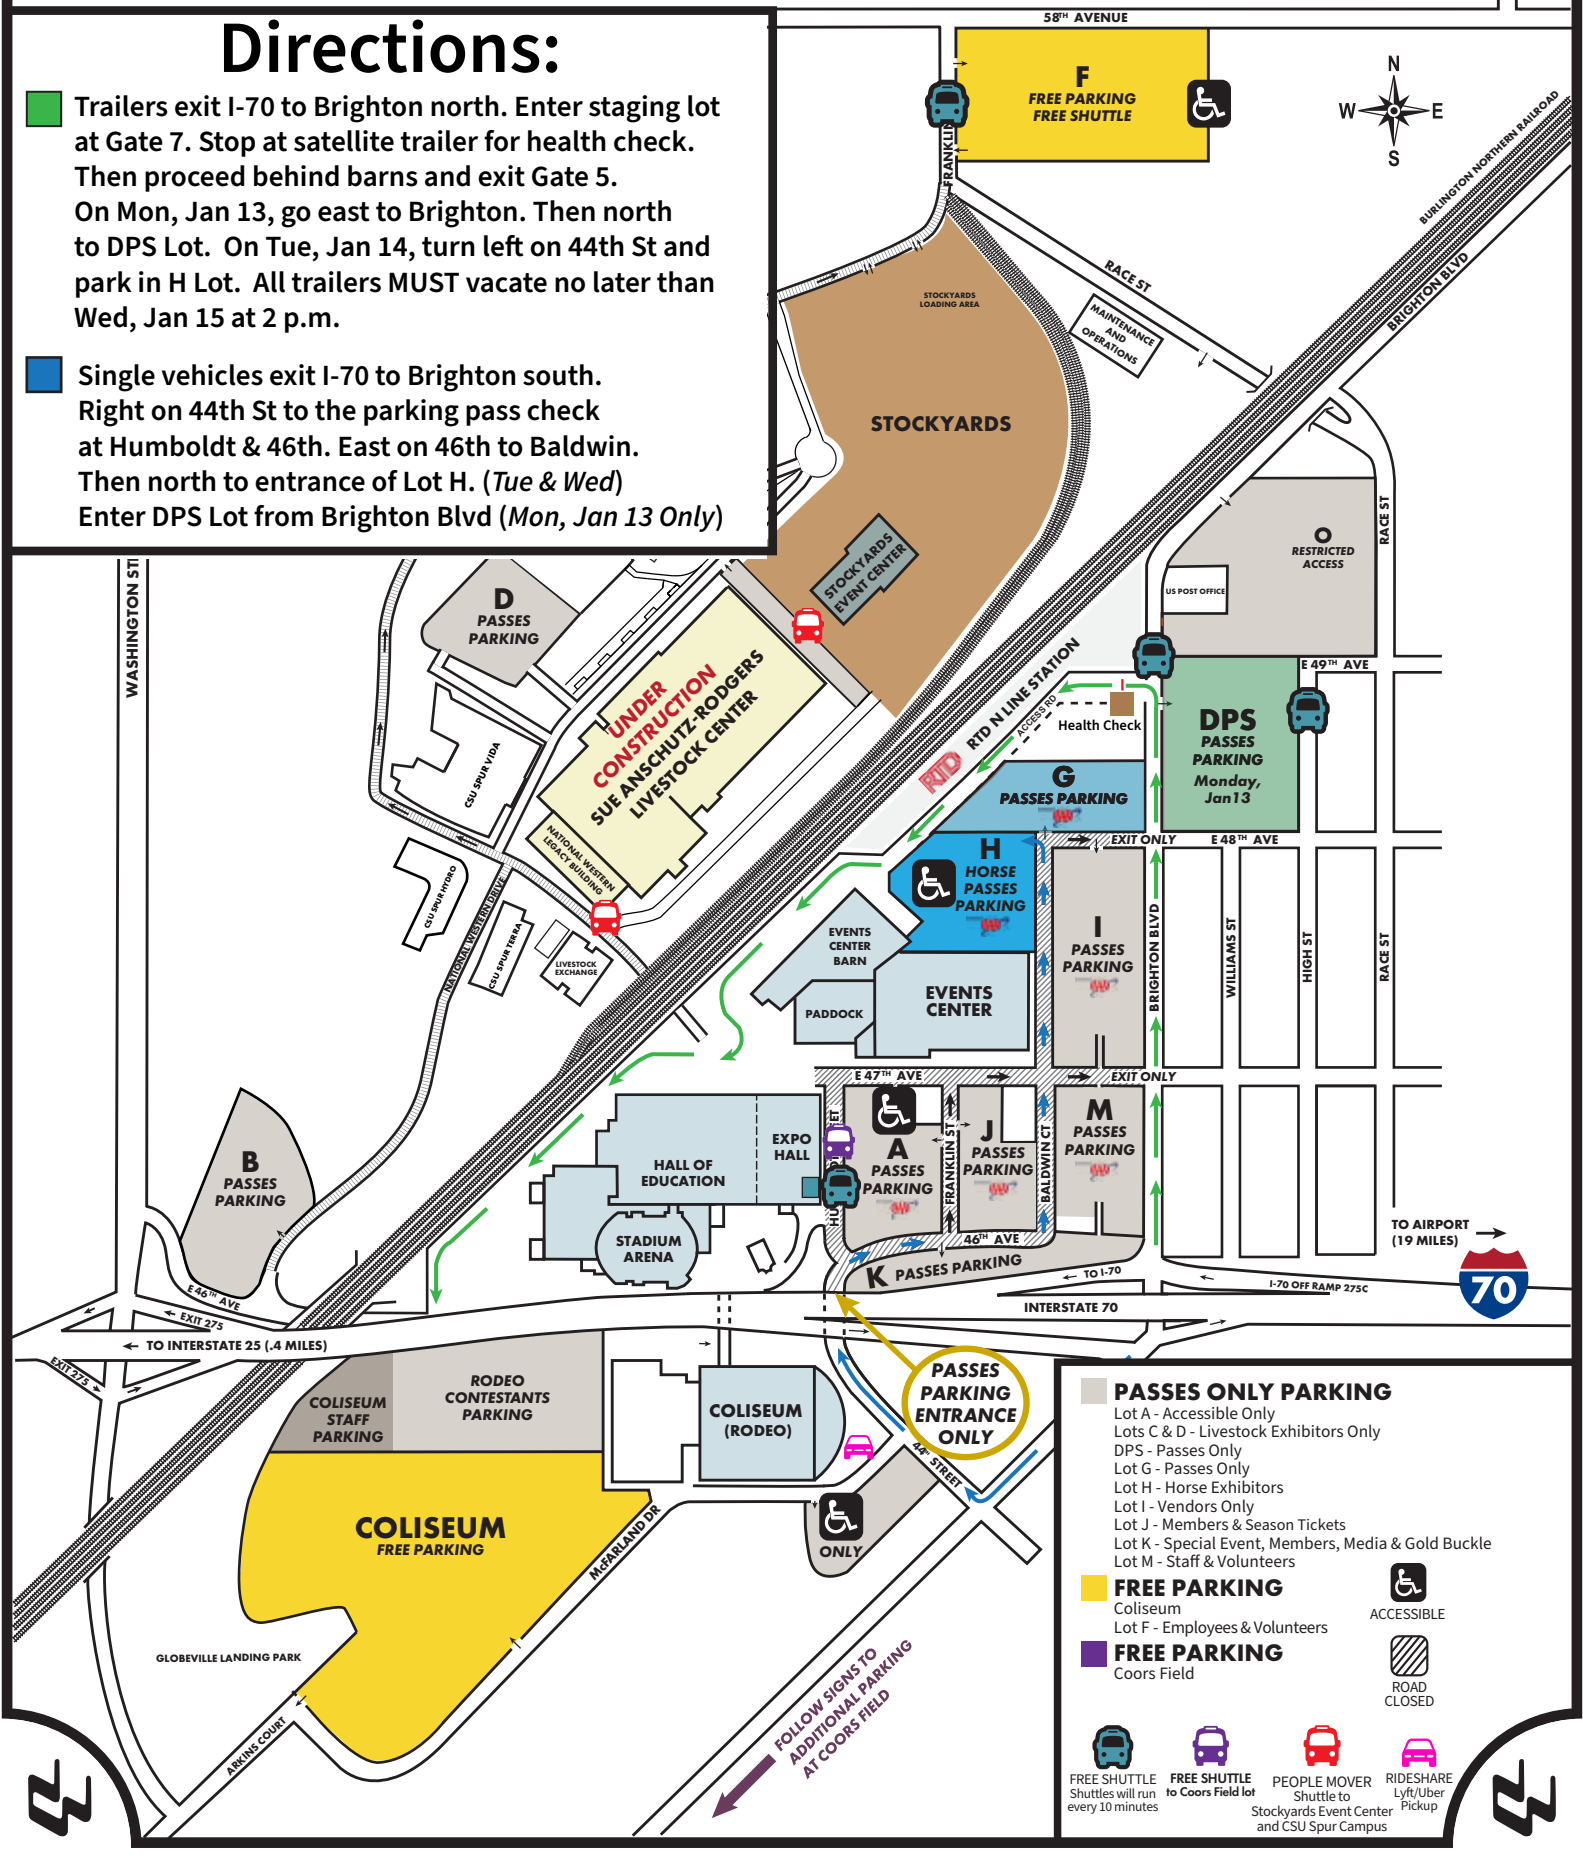 Directions:
Trailers exit I-70 to Brighton north. Enter staging lot
at Gate 7. Stop at satellite trailer for health check.
Then proceed behind barns and exit Gate 5.
On Mon, Jan 13, go east to Brighton. Then north
to DPS Lot. On Tue, Jan 14, turn left on 44th St and
park in H Lot. All trailers MUST vacate no later than
Wed, Jan 15 at 2 p.m.
Single vehicles exit I-70 to Brighton south.
Right on 44th St to the parking pass check
at Humboldt & 46th. East on 46th to Baldwin.
Then north to entrance of Lot H. (Tue & Wed)
Enter DPS Lot from Brighton Blvd (Mon, Jan 13 Only)
58TH AVENUE
F
FREE PARKING
FREE SHUTTLE
FRANKLIN
N
W
E
S
BURLINGTON NORTHERN RAILROAD
BRIGHTON BLVD
RACE ST
MAINTENANCE
AND
OPERATIONS
STOCKYARDS
LOADING AREA
STOCKYARDS
STOCKYARDS
EVENT CENTER
O
RESTRICTED
ACCESS
RACE ST
US POST OFFICE
E 49TH AVE
WASHINGTON ST
D
PASSES
PARKING
UNDER
CONSTRUCTION
SUE ANSCHUTZ-RODGERS
LIVESTOCK CENTER
NATIONAL WESTERN
LEGACY BUILDING
CSU SPUR VIDA
CSU SPUR HYDRO
CSU SPUR TERRA
NATIONAL WESTERN DRIVE
LIVESTOCK
EXCHANGE
RTD
RTD N LINE STATION
ACCESS RD
Health Check
DPS
PASSES
PARKING
Monday,
Jan13
G
PASSES PARKING
EXIT ONLY
E 48TH AVE
H
HORSE
PASSES
PARKING
EVENTS
CENTER
BARN
PADDOCK
EVENTS
CENTER
I
PASSES
PARKING
BRIGHTON BLVD
WILLIAMS ST
HIGH ST
RACE ST
E 47TH AVE
EXIT ONLY
B
PASSES
PARKING
HALL OF
EDUCATION
EXPO
HALL
STADIUM
ARENA
A
PASSES
PARKING
FRANKLIN ST
J
PASSES
PARKING
BALDWIN CT
M
PASSES
PARKING
46TH AVE
K PASSES PARKING
TO I-70
I-70 OFF RAMP 275C
TO AIRPORT
(19 MILES)
70
INTERSTATE 70
E 46TH AVE
EXIT 275
TO INTERSTATE 25 (.4 MILES)
EXIT 275
COLISEUM
STAFF
PARKING
RODEO
CONTESTANTS
PARKING
COLISEUM
(RODEO)
PASSES
PARKING
ENTRANCE
ONLY
44TH STREET
ONLY
COLISEUM
FREE PARKING
McFARLAND DR
GLOBEVILLE LANDING PARK
ARKINS COURT
FOLLOW SIGNS TO
ADDITIONAL PARKING
AT COORS FIELD
PASSES ONLY PARKING
Lot A - Accessible Only
Lots C & D - Livestock Exhibitors Only
DPS - Passes Only
Lot G - Passes Only
Lot H - Horse Exhibitors
Lot I - Vendors Only
Lot J - Members & Season Tickets
Lot K - Special Event, Members, Media & Gold Buckle
Lot M - Staff & Volunteers
FREE PARKING
Coliseum
Lot F - Employees & Volunteers
FREE PARKING
Coors Field
ACCESSIBLE
ROAD
CLOSED
FREE SHUTTLE
Shuttles will run
every 10 minutes
FREE SHUTTLE
to Coors Field lot
PEOPLE MOVER
Shuttle to
Stockyards Event Center
and CSU Spur Campus
RIDESHARE
Lyft/Uber
Pickup